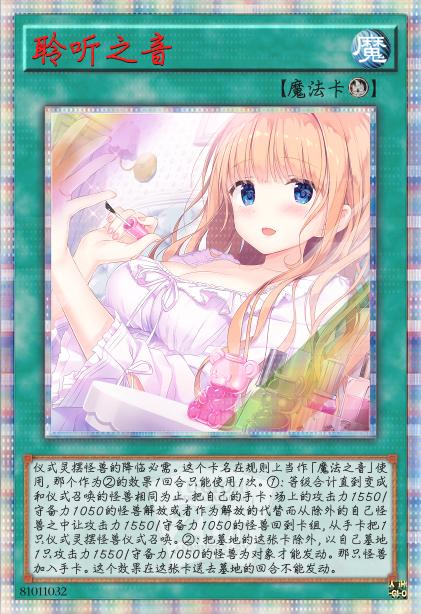 聆听之音
魔
【魔法卡】
仪式灵摆怪兽的降临必需。这个卡名在规则上当作「魔法之音」使
用,那个作为②的效果1回合只能使用1次。①:等级合计直到变成
和仪式召唤的怪兽相同为止,把自己的手卡·场上的攻击力1550/
守备力1050的怪兽解放或者作为解放的代替而从除外的自己怪
兽之中让攻击力1550/守备力1050的怪兽回到卡组,从手卡把1
只仪式灵摆怪兽仪式召唤。②:把墓地的这张卡除外,以自己墓地
1只攻击力1550/守备力1050的怪兽为对象才能发动。那只怪兽
加入手卡。这个效果在这张卡送去墓地的回合不能发动。
81011032